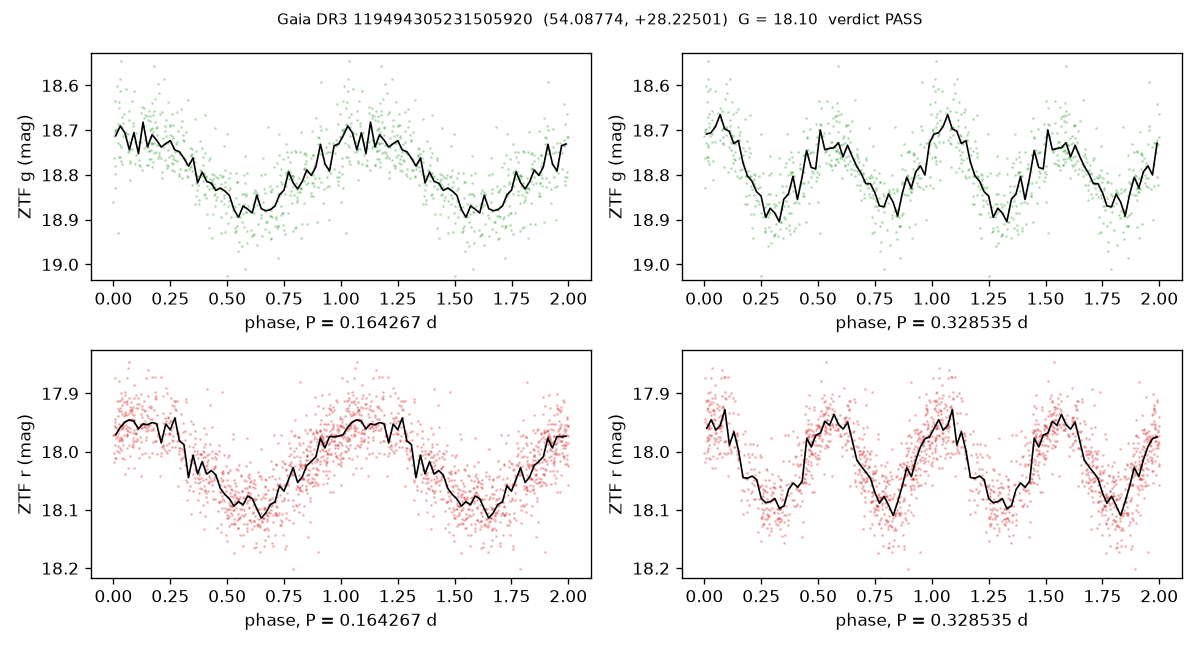 Gaia DR3 119494305231505920  (54.08774, +28.22501)  G = 18.10  verdict PASS
ZTF g (mag)
18.6
18.7
18.8
18.9
19.0
0.00 0.25 0.50 0.75 1.00 1.25 1.50 1.75 2.00
phase, P = 0.164267 d
ZTF g (mag)
18.6
18.7
18.8
18.9
19.0
0.00 0.25 0.50 0.75 1.00 1.25 1.50 1.75 2.00
phase, P = 0.328535 d
ZTF r (mag)
17.9
18.0
18.1
18.2
0.00 0.25 0.50 0.75 1.00 1.25 1.50 1.75 2.00
phase, P = 0.164267 d
ZTF r (mag)
17.9
18.0
18.1
18.2
0.00 0.25 0.50 0.75 1.00 1.25 1.50 1.75 2.00
phase, P = 0.328535 d